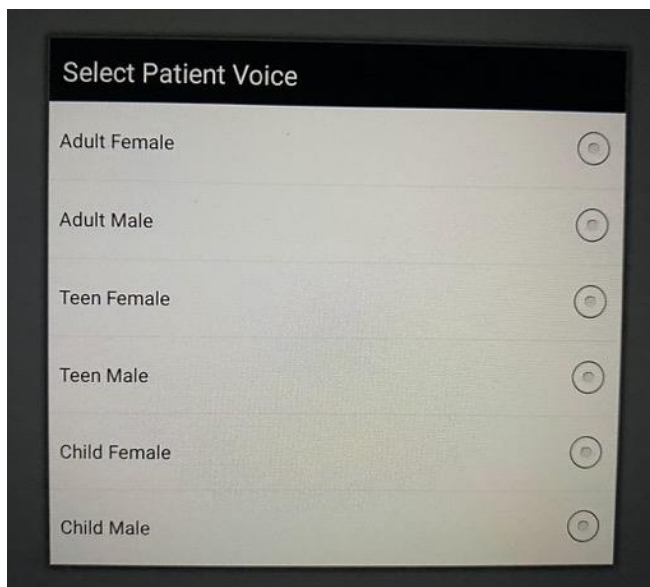 Select Patient Voice
Adult Female
Adult Male
Teen Female
Teen Male
Child Female
Child Male